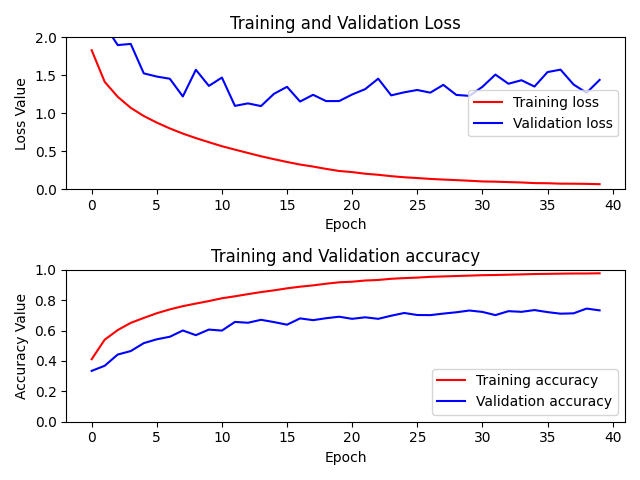 Training and Validation Loss
Loss Value
2.0
1.5
1.0
0.5
0.0
Training loss
Validation loss
0 5 10 15 20 25 30 35 40
Epoch
Training and Validation accuracy
Accuracy Value
1.0
0.8
0.6
0.4
0.2
0.0
Training accuracy
Validation accuracy
0 5 10 15 20 25 30 35 40
Epoch